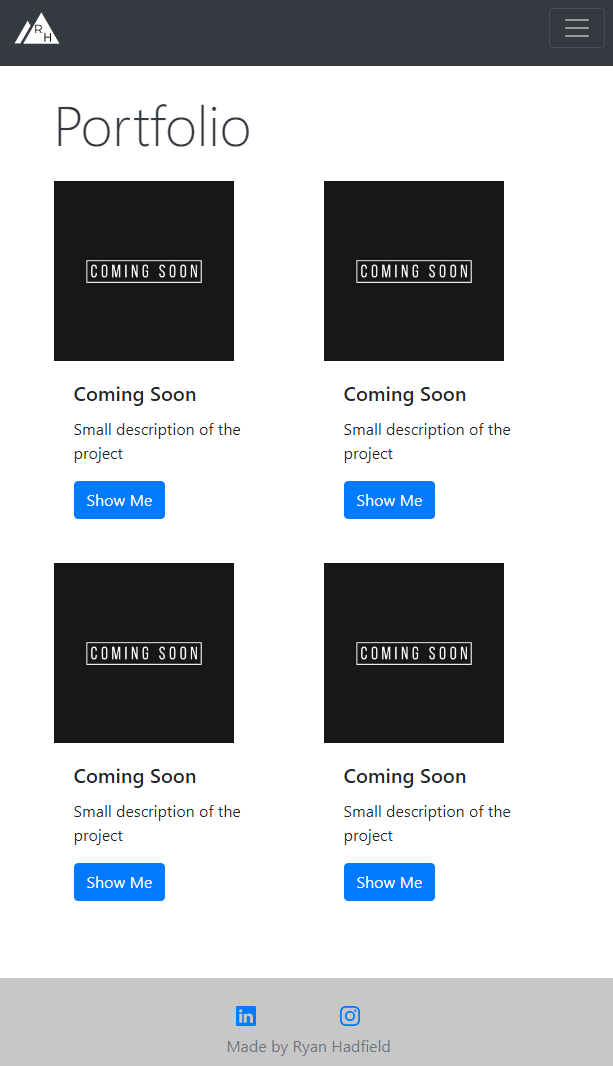 R
H
Portfolio
COMING SOON
COMING SOON
Coming Soon
Coming Soon
Small description of the
project
Small description of the
project
Show Me
Show Me
COMING SOON
COMING SOON
Coming Soon
Coming Soon
Small description of the
project
Small description of the
project
Show Me
Show Me
in
Made by Ryan Hadfield